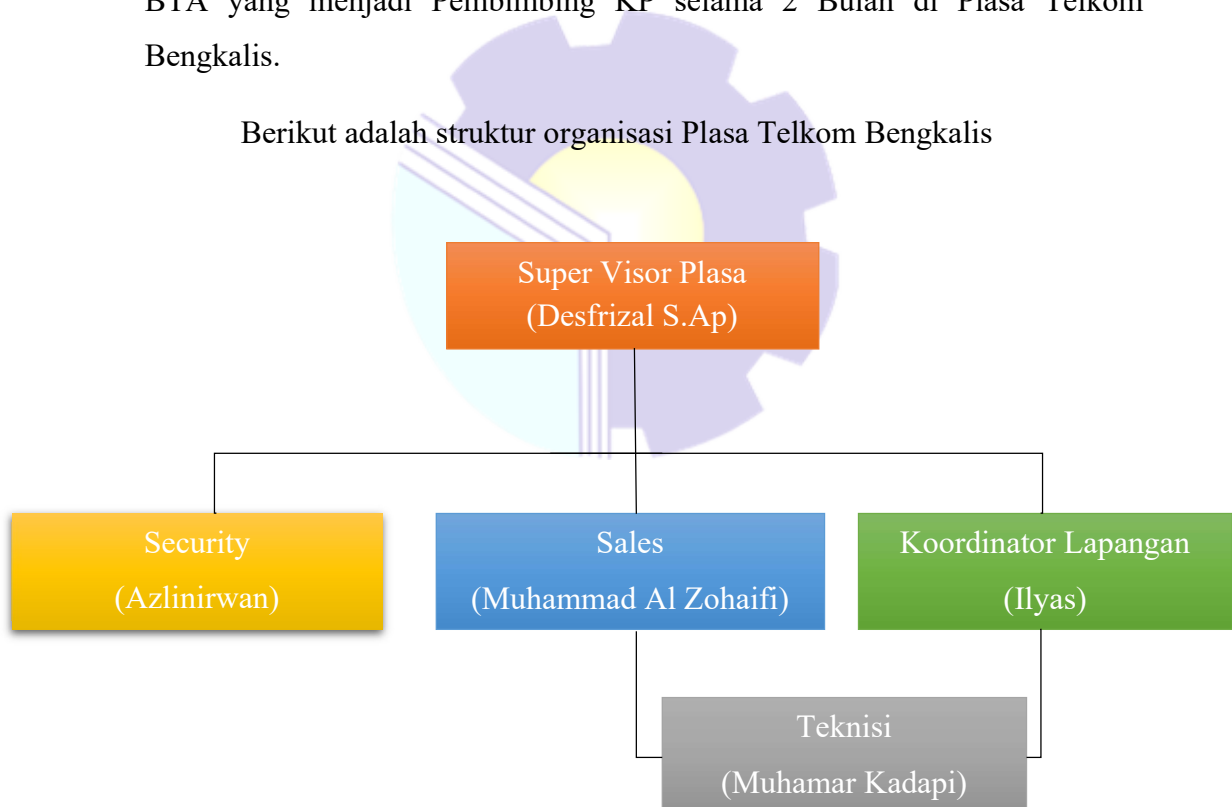 BTA yang menjadi Pembimbing KP selama 2 Bulan di Plasa Telkom
Bengkalis.
Berikut adalah struktur organisasi Plasa Telkom Bengkalis
Super Visor Plasa
(Desfrizal S.Ap)
Security
(Azlinirwan)
Sales
(Muhammad Al Zohaifi)
Koordinator Lapangan
(Ilyas)
Teknisi
(Muhamar Kadapi)